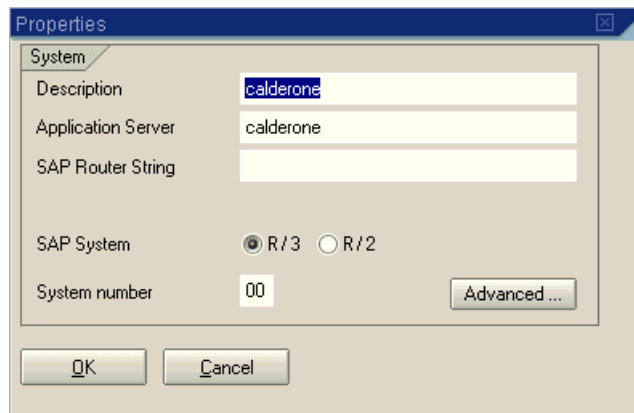 Properties
System
Description calderone
Application Server calderone
SAP Router String
SAP System R/3 R/2
System number 00 Advanced ...
OK Cancel